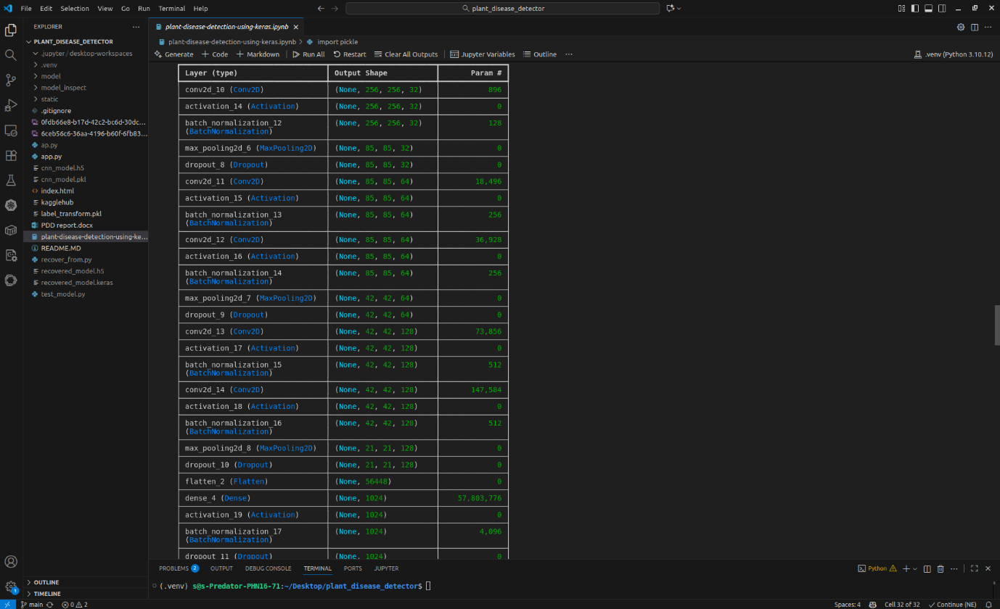 File Edit Selection View Go Run Terminal Help
plant_disease_detector
EXPLORER
PLANT_DISEASE_DETECTOR
.jupyter / desktop-workspaces
.venv
model
model_inspect
static
.gitignore
0fdb66e8-b17d-42c2-bc6d-30dc...
6ceb56c6-36aa-4196-b60f-6fb83...
ap.py
app.py
cnn_model.h5
cnn_model.pkl
index.html
kagglehub
label_transform.pkl
PDD report.docx
plant-disease-detection-using-ke...
README.MD
recover_from.py
recovered_model.h5
recovered_model.keras
test_model.py
OUTLINE
TIMELINE
plant-disease-detection-using-keras.ipynb
plant-disease-detection-using-keras.ipynb > import pickle
Generate + Code + Markdown Run All Restart Clear All Outputs Jupyter Variables Outline ... .venv (Python 3.10.12)
Layer (type) Output Shape Param #
conv2d_10 (Conv2D) (None, 256, 256, 32) 896
activation_14 (Activation) (None, 256, 256, 32) 0
batch_normalization_12 (None, 256, 256, 32) 128
(BatchNormalization)
max_pooling2d_6 (MaxPooling2D) (None, 85, 85, 32) 0
dropout_8 (Dropout) (None, 85, 85, 32) 0
conv2d_11 (Conv2D) (None, 85, 85, 64) 18,496
activation_15 (Activation) (None, 85, 85, 64) 0
batch_normalization_13 (None, 85, 85, 64) 256
(BatchNormalization)
conv2d_12 (Conv2D) (None, 85, 85, 64) 36,928
activation_16 (Activation) (None, 85, 85, 64) 0
batch_normalization_14 (None, 85, 85, 64) 256
(BatchNormalization)
max_pooling2d_7 (MaxPooling2D) (None, 42, 42, 64) 0
dropout_9 (Dropout) (None, 42, 42, 64) 0
conv2d_13 (Conv2D) (None, 42, 42, 128) 73,856
activation_17 (Activation) (None, 42, 42, 128) 0
batch_normalization_15 (None, 42, 42, 128) 512
(BatchNormalization)
conv2d_14 (Conv2D) (None, 42, 42, 128) 147,584
activation_18 (Activation) (None, 42, 42, 128) 0
batch_normalization_16 (None, 42, 42, 128) 512
(BatchNormalization)
max_pooling2d_8 (MaxPooling2D) (None, 21, 21, 128) 0
dropout_10 (Dropout) (None, 21, 21, 128) 0
flatten_2 (Flatten) (None, 56448) 0
dense_4 (Dense) (None, 1024) 57,803,776
activation_19 (Activation) (None, 1024) 0
batch_normalization_17 (None, 1024) 4,096
(BatchNormalization)
dropout_11 (Dropout) (None, 1024) 0
PROBLEMS 2 OUTPUT DEBUG CONSOLE TERMINAL PORTS JUPYTER Python
(.venv) s@s-Predator-PHN16-71:~/Desktop/plant_disease_detector$
1
main 0 2 Spaces: 4 Cell 32 of 32 Continue (NE)